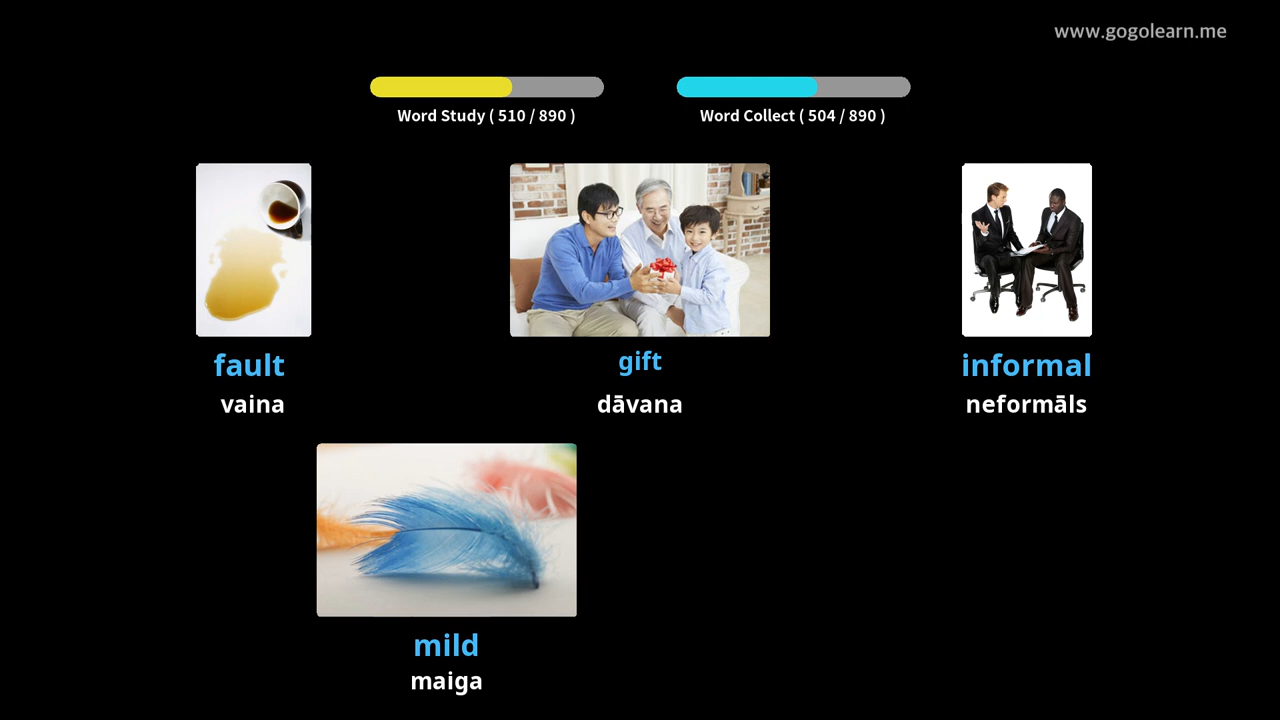 www.gogolearn.me
Word Study ( 510 / 890 )
Word Collect ( 504 / 890 )
fault
vaina
gift
dāvana
informal
neformāls
mild
maiga